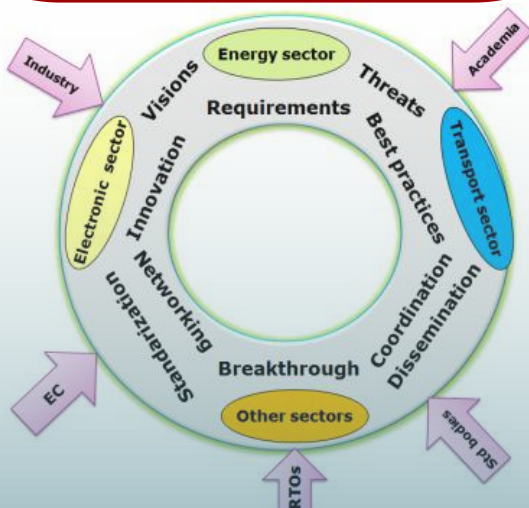 Industry
Academia
Energy sector
Visions
Threats
Requirements
Electronic sector
Innovation
Best practices
Transport sector
Networking
Standarization
Coordination
Dissemination
Breakthrough
Other sectors
EC
Std bodies
RTOs